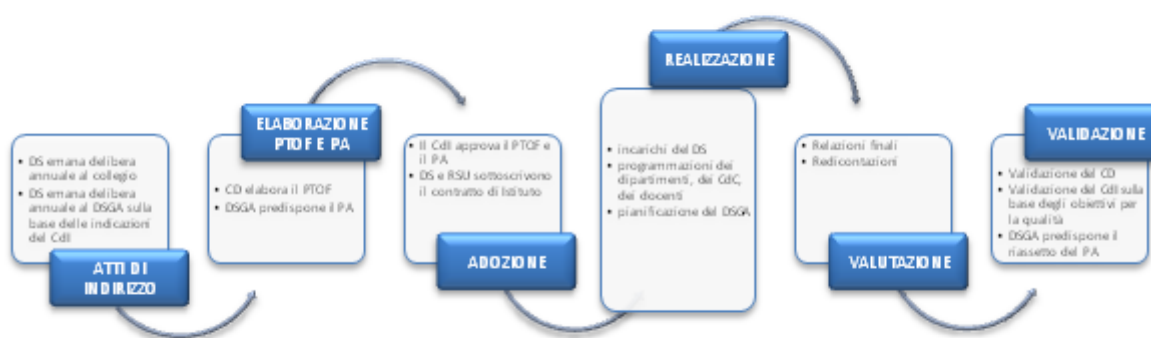 • DS emana delibera
annuale al collegio
• DS emana delibera
annuale al DSGA sulla
base delle indicazioni
del CdI
ATTI DI
INDIRIZZO
ELABORAZIONE
PTOF E PA
• CD elabora il PTOF
• DSGA predispone il PA
• Il CdI approva il PTOF e
il PA
• DS e RSU sottoscrivono
il contratto di Istituto
ADOZIONE
REALIZZAZIONE
• incarichi del DS
• programmazioni dei
dipartimenti, dei CdC,
dei docenti
• pianificazione del DSGA
• Relazioni finali
• Redicontazioni
VALUTAZIONE
VALIDAZIONE
• Validazione del CD
• Validazione del CdI sulla
base degli obiettivi per
la qualità
• DSGA predispone il
riassetto del PA